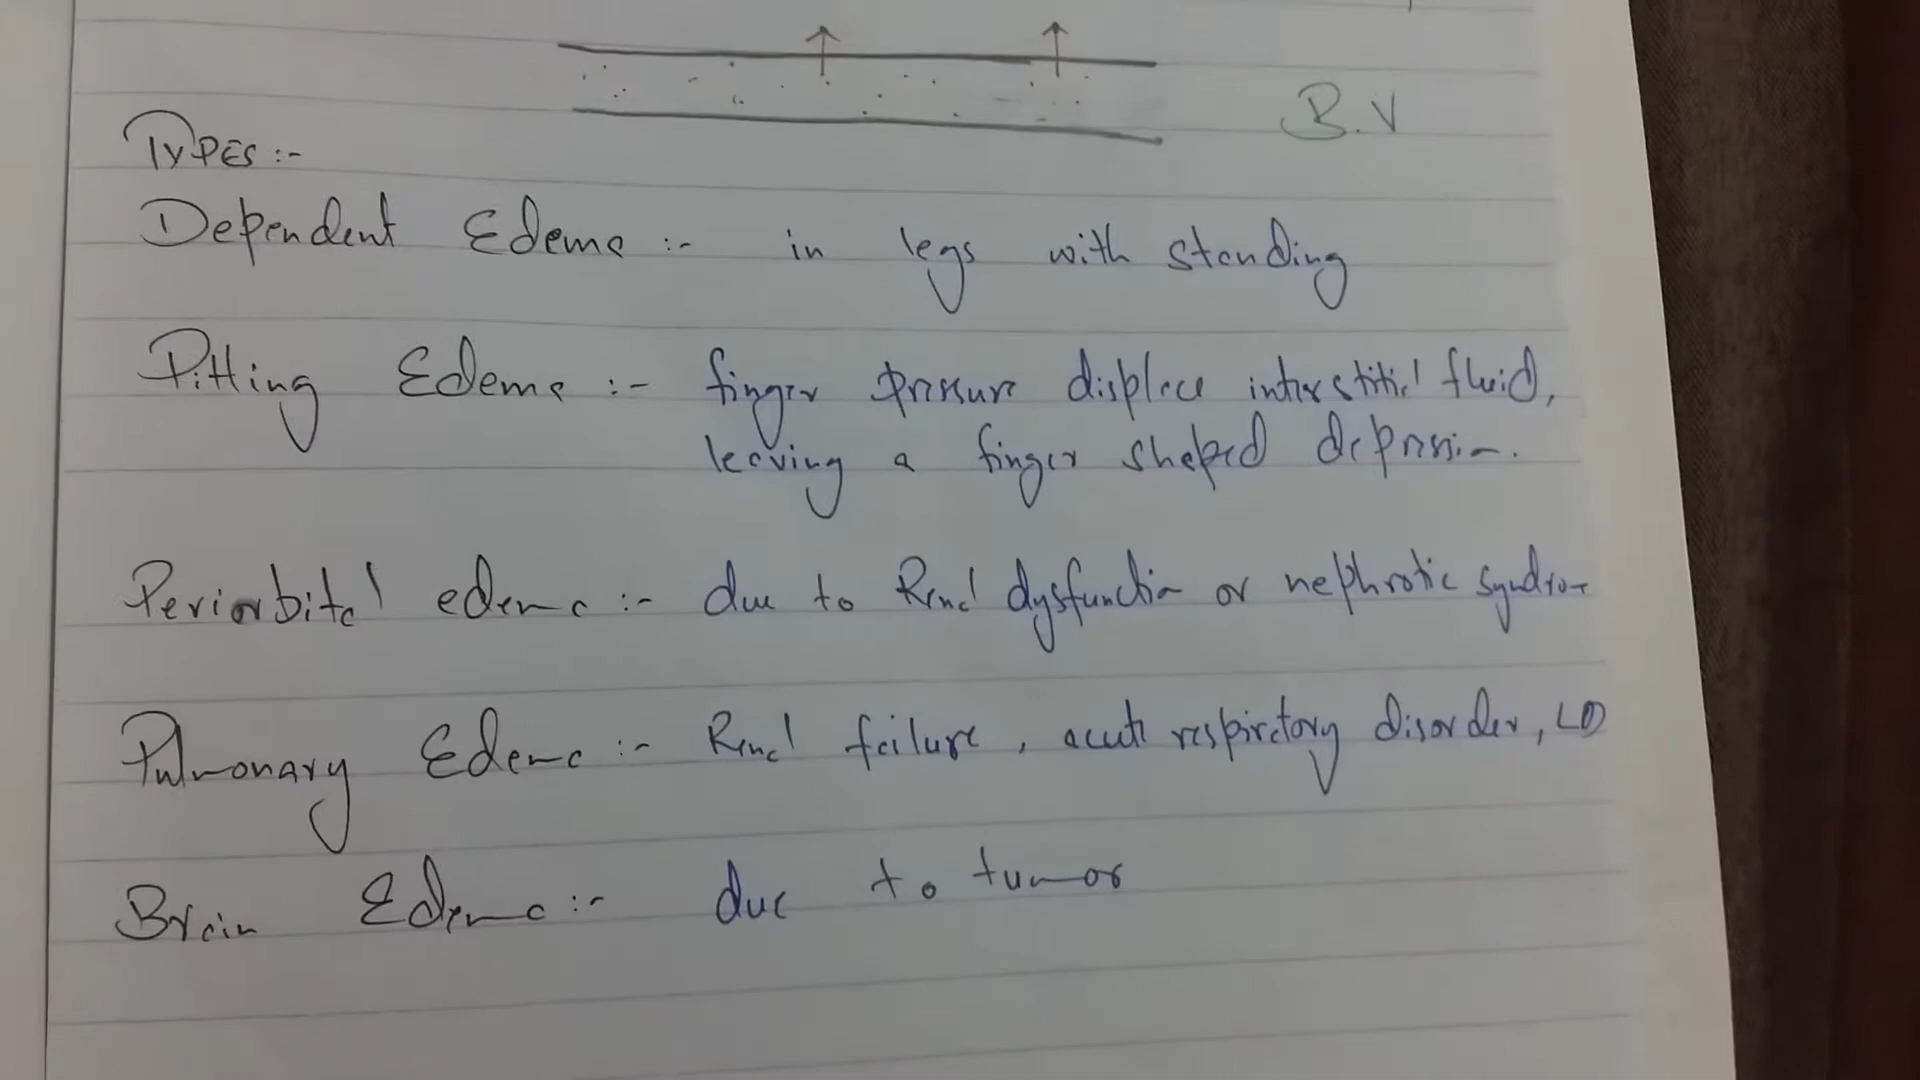 B.V
TYPES :-
Dependent Edema :- in legs with standing
Pitting Edema :- finger pressure displace interstitial fluid,
leaving a finger shaped depression.
Periorbital edema :- due to Renal dysfunction or nephrotic syndrome
Pulmonary Edema :- Renal failure, acute respiratory disorder, LD
Brain Edema :- due to tumor